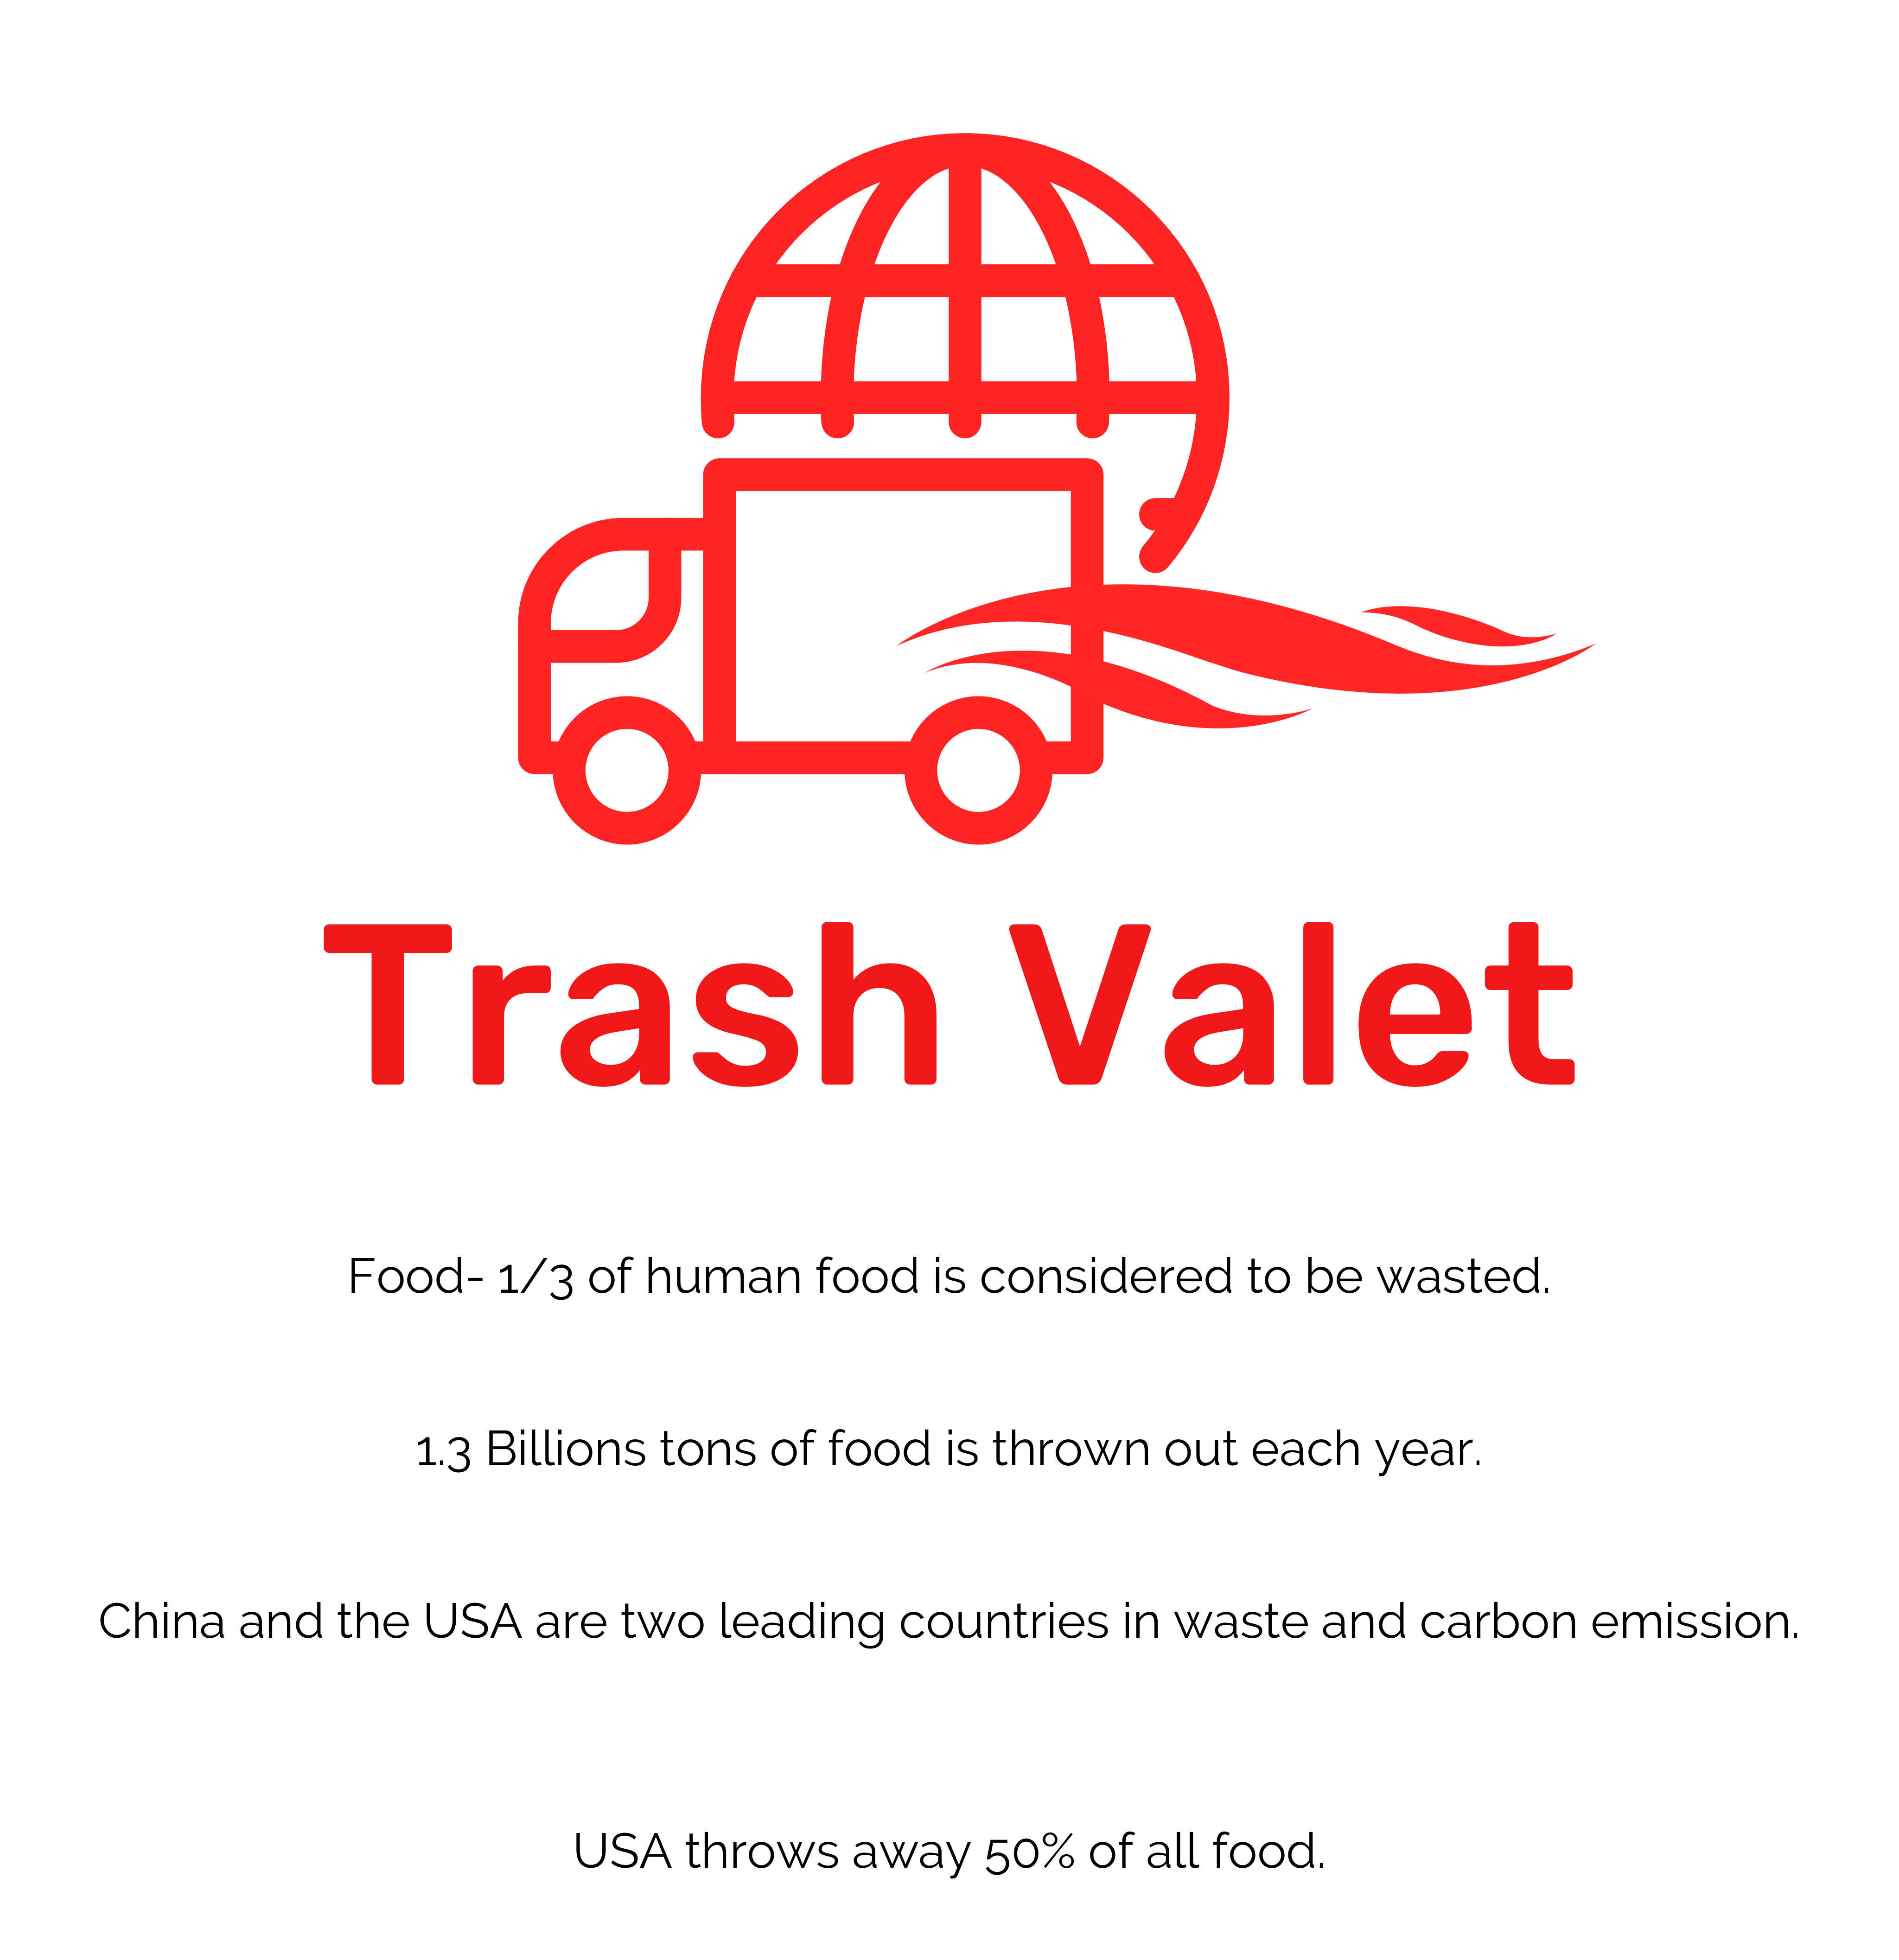 Trash Valet
Food- 1/3 of human food is considered to be wasted.
1.3 Billions tons of food is thrown out each year.
China and the USA are two leading countries in waste and carbon emission.
USA throws away 50% of all food.